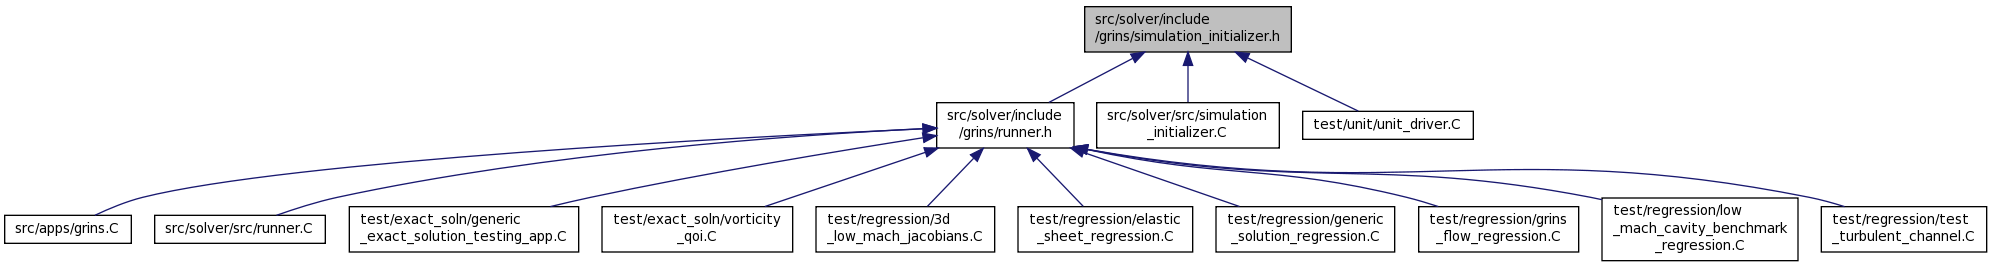 src/solver/include
/grins/simulation_initializer.h
src/solver/include
/grins/runner.h
src/solver/src/simulation
_initializer.C
test/unit/unit_driver.C
src/apps/grins.C
src/solver/src/runner.C
test/exact_soln/generic
_exact_solution_testing_app.C
test/exact_soln/vorticity
_qoi.C
test/regression/3d
_low_mach_jacobians.C
test/regression/elastic
_sheet_regression.C
test/regression/generic
_solution_regression.C
test/regression/grins
_flow_regression.C
test/regression/low
_mach_cavity_benchmark
_regression.C
test/regression/test
_turbulent_channel.C